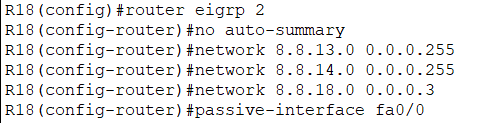 R18(config)#router eigrp 2
R18(config-router)#no auto-summary
R18(config-router)#network 8.8.13.0 0.0.0.255
R18(config-router)#network 8.8.14.0 0.0.0.255
R18(config-router)#network 8.8.18.0 0.0.0.3
R18(config-router)#passive-interface fa0/0